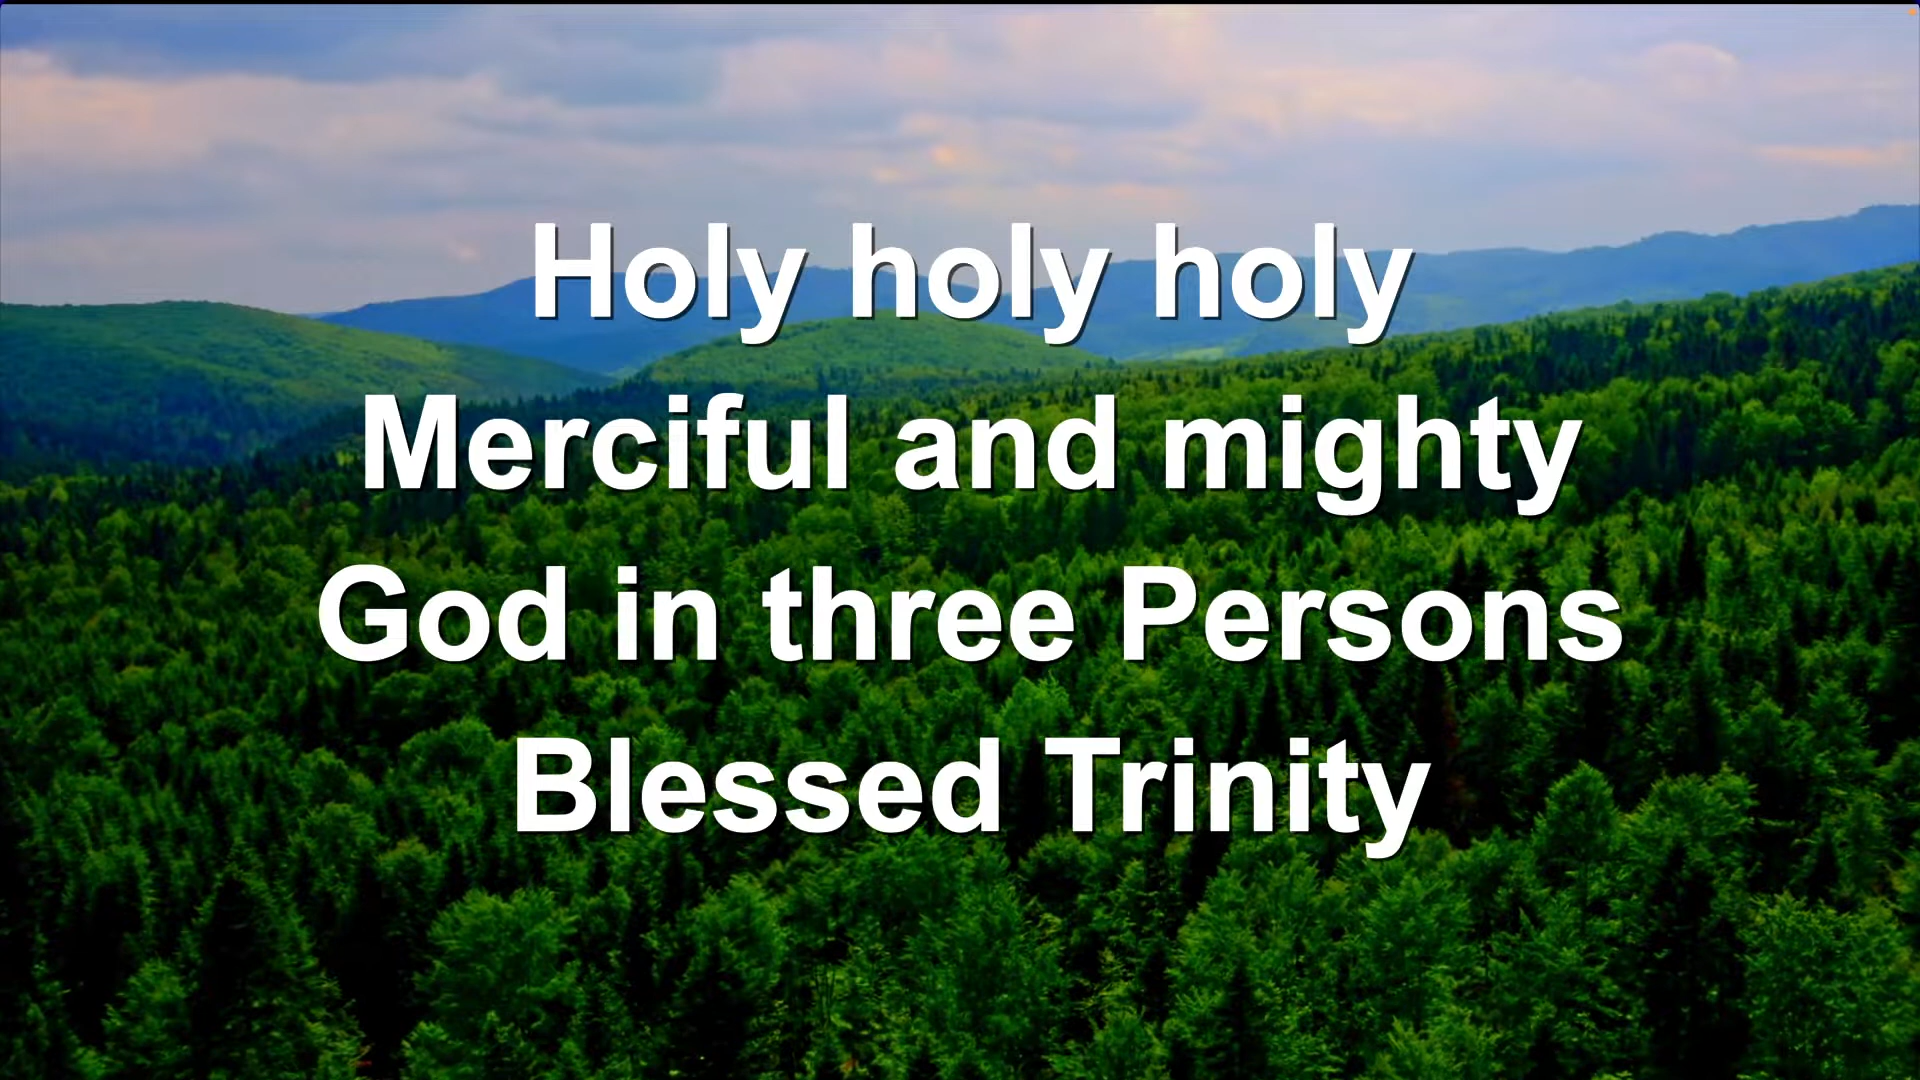 Holy holy holy
Merciful and mighty
God in three Persons
Blessed Trinity